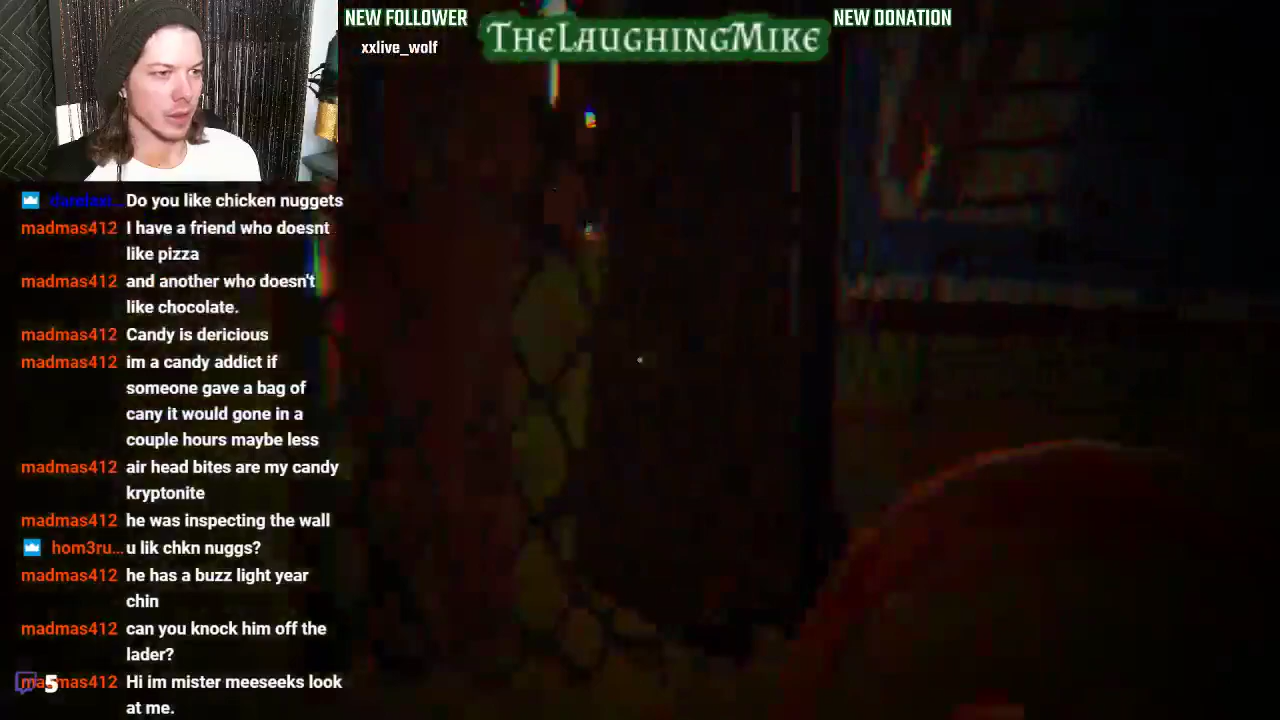 NEW FOLLOWER
xxlive_wolf
THELAUGHINGMIKE
NEW DONATION
Do you like chicken nuggets
madmas412 I have a friend who doesnt
like pizza
madmas412 and another who doesn't
like chocolate.
madmas412 Candy is dericious
madmas412 im a candy addict if
someone gave a bag of
cany it would gone in a
couple hours maybe less
madmas412 air head bites are my candy
kryptonite
madmas412 he was inspecting the wall
hom3ru... u lik chkn nuggs?
madmas412 he has a buzz light year
chin
madmas412 can you knock him off the
lader?
madmas412 Hi im mister meeseeks look
at me.
5